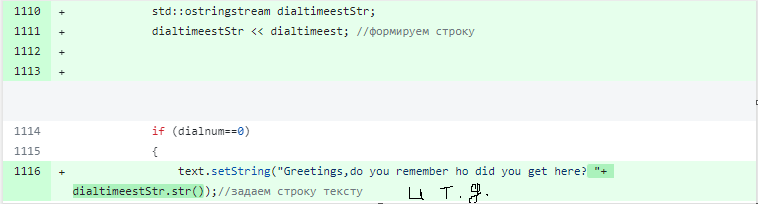 1110 + std::ostringstream dialtimeestStr;
1111 + dialtimeestStr << dialtimeest; //формируем строку
1112 +
1113 +
1114 if (dialnum==0)
1115 {
1116 + text.setString("Greetings,do you remember ho did you get here? "+
dialtimeestStr.str());//задаем строку тексту и т.д.